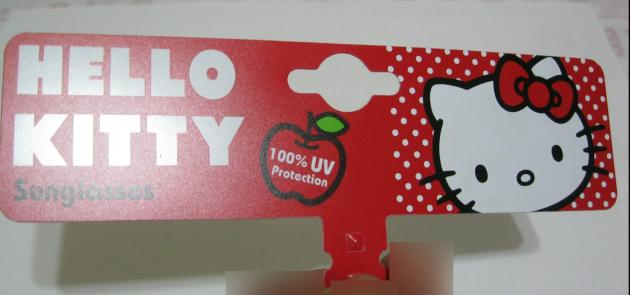 HELLO
KITTY
Sunglasses
100% UV
Protection